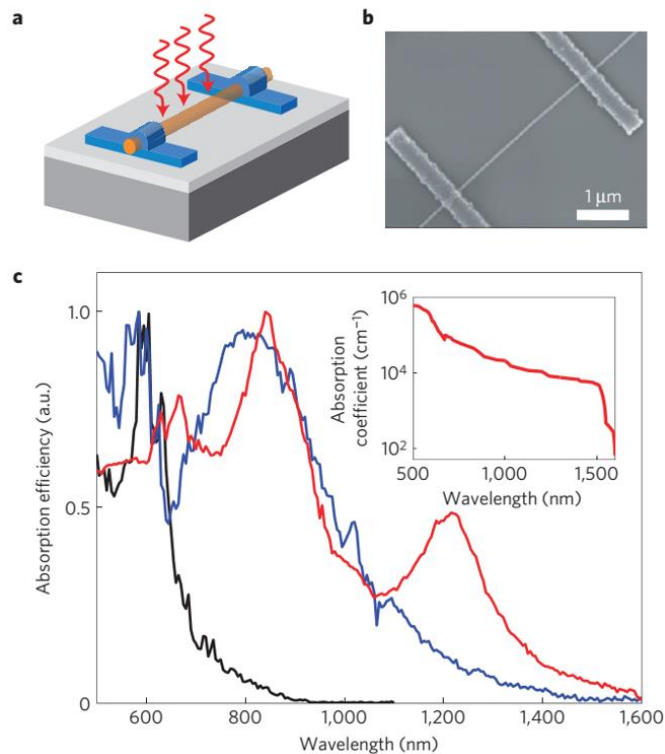 a
b
1 μm
c
Absorption efficiency (a.u.)
1.0
0.5
0
600
800
1,000
1,200
1,400
1,600
Wavelength (nm)
Absorption
coefficient (cm⁻¹)
10⁶
10⁴
10²
500
1,000
1,500
Wavelength (nm)